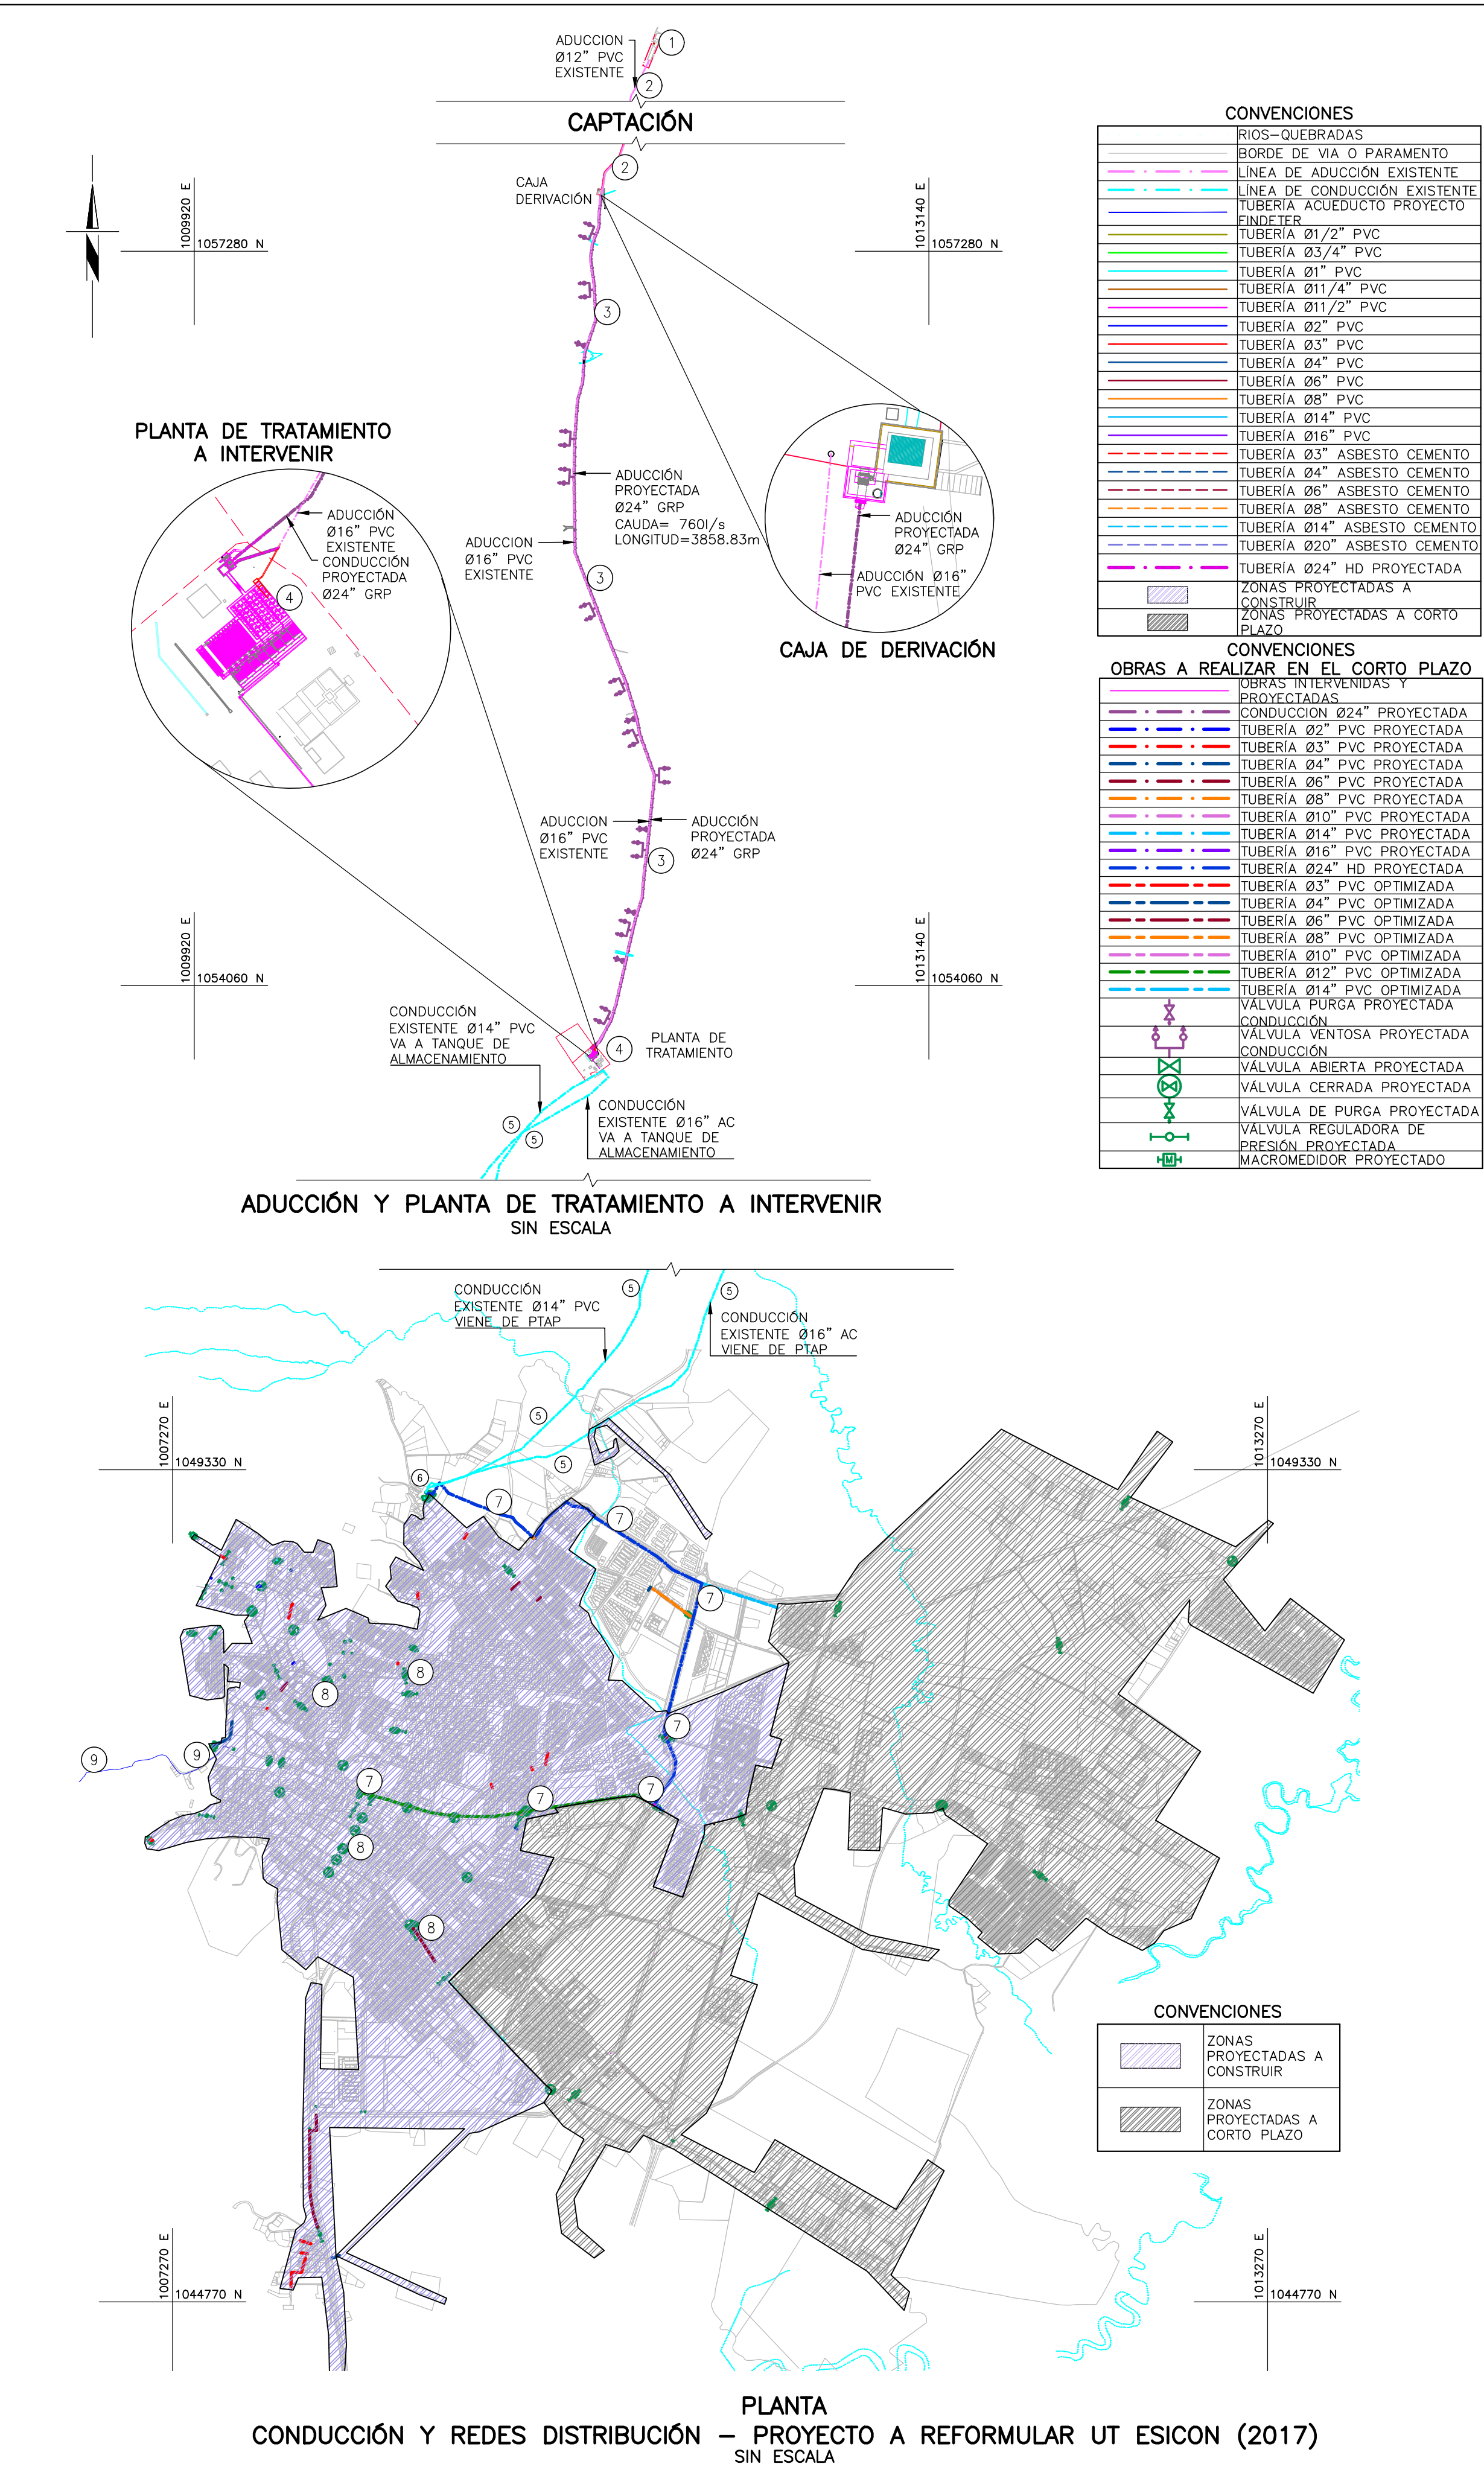 ADUCCION
Ø12” PVC
EXISTENTE
1
2
CAPTACIÓN
2
CAJA
DERIVACIÓN
1009920 E
1057280 N
1013140 E
1057280 N
3
PLANTA DE TRATAMIENTO
A INTERVENIR
ADUCCIÓN
Ø16” PVC
EXISTENTE
CONDUCCIÓN
PROYECTADA
Ø24” GRP
4
ADUCCIÓN
PROYECTADA
Ø24” GRP
CAUDA= 760l/s
LONGITUD=3858.83m
ADUCCION
Ø16” PVC
EXISTENTE
3
ADUCCIÓN
PROYECTADA
Ø24” GRP
ADUCCIÓN Ø16”
PVC EXISTENTE
CAJA DE DERIVACIÓN
ADUCCION
Ø16” PVC
EXISTENTE
ADUCCIÓN
PROYECTADA
Ø24” GRP
3
1009920 E
1054060 N
1013140 E
1054060 N
CONDUCCIÓN
EXISTENTE Ø14” PVC
VA A TANQUE DE
ALMACENAMIENTO
4
PLANTA DE
TRATAMIENTO
CONDUCCIÓN
EXISTENTE Ø16” AC
VA A TANQUE DE
ALMACENAMIENTO
5
5
ADUCCIÓN Y PLANTA DE TRATAMIENTO A INTERVENIR
SIN ESCALA
CONVENCIONES
RIOS-QUEBRADAS
BORDE DE VIA O PARAMENTO
LÍNEA DE ADUCCIÓN EXISTENTE
LÍNEA DE CONDUCCIÓN EXISTENTE
TUBERÍA ACUEDUCTO PROYECTO
FINDETER
TUBERÍA Ø1/2” PVC
TUBERÍA Ø3/4” PVC
TUBERÍA Ø1” PVC
TUBERÍA Ø11/4” PVC
TUBERÍA Ø11/2” PVC
TUBERÍA Ø2” PVC
TUBERÍA Ø3” PVC
TUBERÍA Ø4” PVC
TUBERÍA Ø6” PVC
TUBERÍA Ø8” PVC
TUBERÍA Ø14” PVC
TUBERÍA Ø16” PVC
TUBERÍA Ø3” ASBESTO CEMENTO
TUBERÍA Ø4” ASBESTO CEMENTO
TUBERÍA Ø6” ASBESTO CEMENTO
TUBERÍA Ø8” ASBESTO CEMENTO
TUBERÍA Ø14” ASBESTO CEMENTO
TUBERÍA Ø20” ASBESTO CEMENTO
TUBERÍA Ø24” HD PROYECTADA
ZONAS PROYECTADAS A
CONSTRUIR
ZONAS PROYECTADAS A CORTO
PLAZO
CONVENCIONES
OBRAS A REALIZAR EN EL CORTO PLAZO
OBRAS INTERVENIDAS Y
PROYECTADAS
CONDUCCION Ø24” PROYECTADA
TUBERÍA Ø2” PVC PROYECTADA
TUBERÍA Ø3” PVC PROYECTADA
TUBERÍA Ø4” PVC PROYECTADA
TUBERÍA Ø6” PVC PROYECTADA
TUBERÍA Ø8” PVC PROYECTADA
TUBERÍA Ø10” PVC PROYECTADA
TUBERÍA Ø14” PVC PROYECTADA
TUBERÍA Ø16” PVC PROYECTADA
TUBERÍA Ø24” HD PROYECTADA
TUBERÍA Ø3” PVC OPTIMIZADA
TUBERÍA Ø4” PVC OPTIMIZADA
TUBERÍA Ø6” PVC OPTIMIZADA
TUBERÍA Ø8” PVC OPTIMIZADA
TUBERÍA Ø10” PVC OPTIMIZADA
TUBERÍA Ø12” PVC OPTIMIZADA
TUBERÍA Ø14” PVC OPTIMIZADA
VÁLVULA PURGA PROYECTADA
CONDUCCIÓN
VÁLVULA VENTOSA PROYECTADA
CONDUCCIÓN
VÁLVULA ABIERTA PROYECTADA
VÁLVULA CERRADA PROYECTADA
VÁLVULA DE PURGA PROYECTADA
VÁLVULA REGULADORA DE
PRESIÓN PROYECTADA
M
MACROMEDIDOR PROYECTADO
CONDUCCIÓN
EXISTENTE Ø14” PVC
VIENE DE PTAP
5
5
CONDUCCIÓN
EXISTENTE Ø16” AC
VIENE DE PTAP
1007270 E
1049330 N
1013270 E
1049330 N
5
5
6
7
7
7
8
8
7
9
9
7
7
7
8
8
CONVENCIONES
ZONAS
PROYECTADAS A
CONSTRUIR
ZONAS
PROYECTADAS A
CORTO PLAZO
1007270 E
1044770 N
1013270 E
1044770 N
PLANTA
CONDUCCIÓN Y REDES DISTRIBUCIÓN – PROYECTO A REFORMULAR UT ESICON (2017)
SIN ESCALA